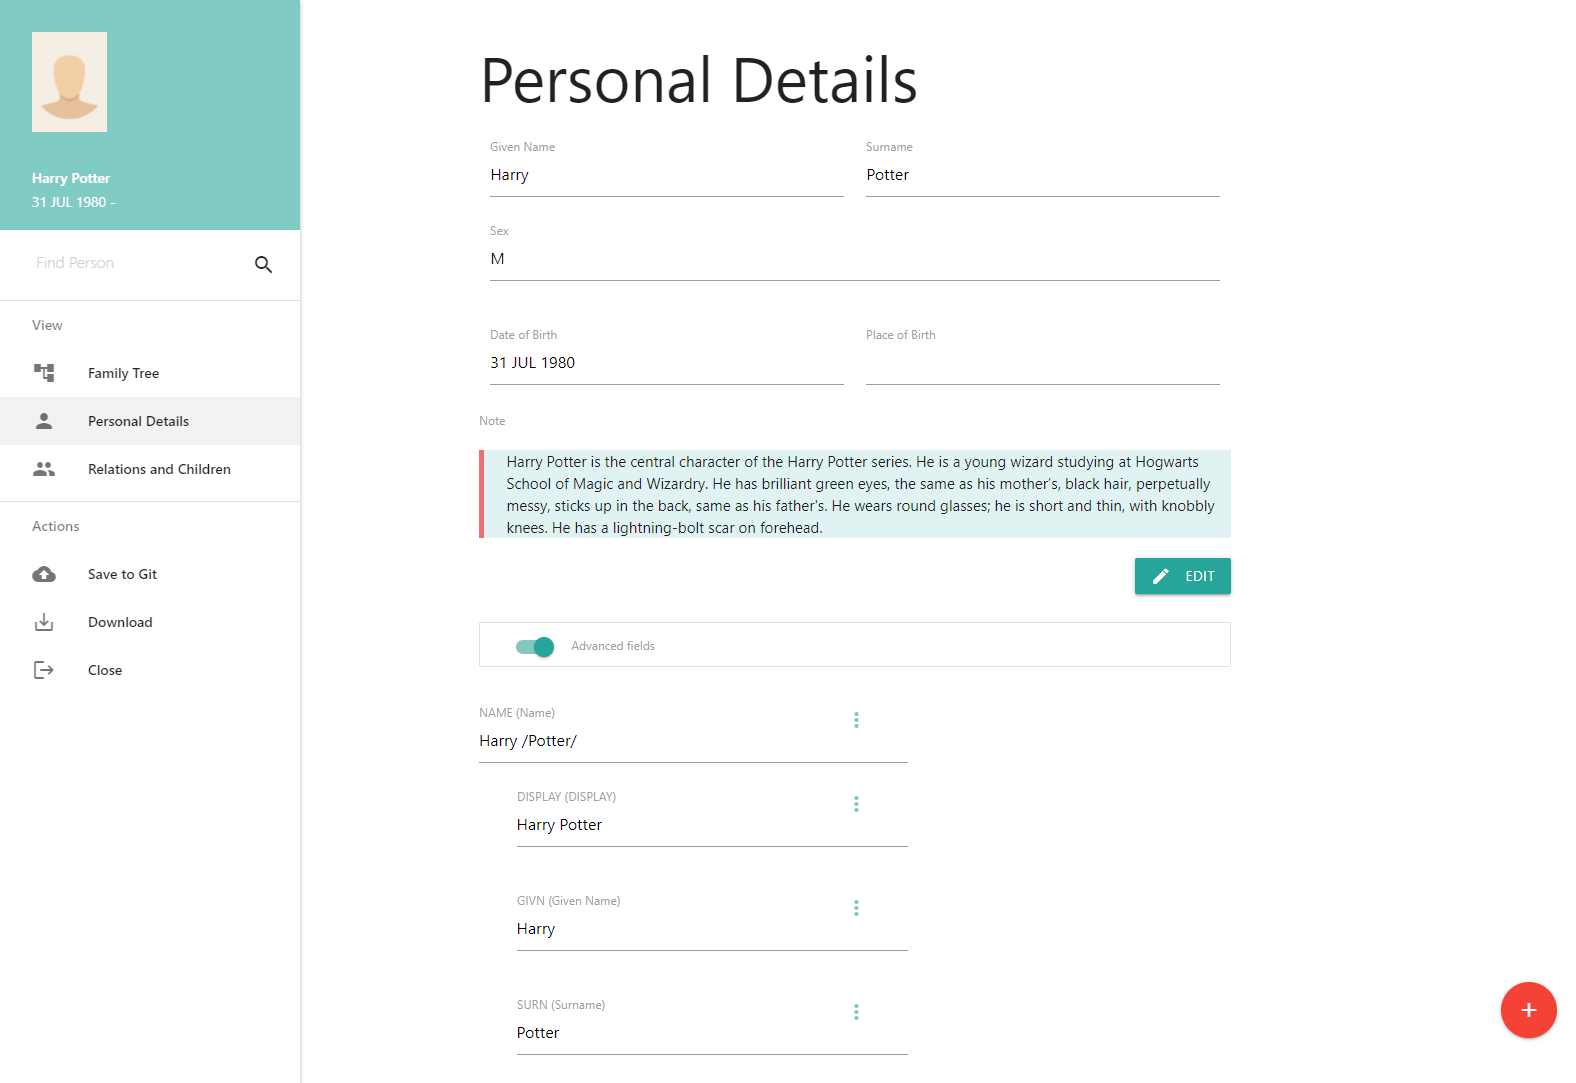 Harry Potter
31 JUL 1980 -
Find Person
View
Family Tree
Personal Details
Relations and Children
Actions
Save to Git
Download
Close
Personal Details
Given Name
Harry
Surname
Potter
Sex
M
Date of Birth
31 JUL 1980
Place of Birth
Note
Harry Potter is the central character of the Harry Potter series. He is a young wizard studying at Hogwarts
School of Magic and Wizardry. He has brilliant green eyes, the same as his mother's, black hair, perpetually
messy, sticks up in the back, same as his father's. He wears round glasses; he is short and thin, with knobbly
knees. He has a lightning-bolt scar on forehead.
EDIT
Advanced fields
NAME (Name)
Harry /Potter/
DISPLAY (DISPLAY)
Harry Potter
GIVN (Given Name)
Harry
SURN (Surname)
Potter